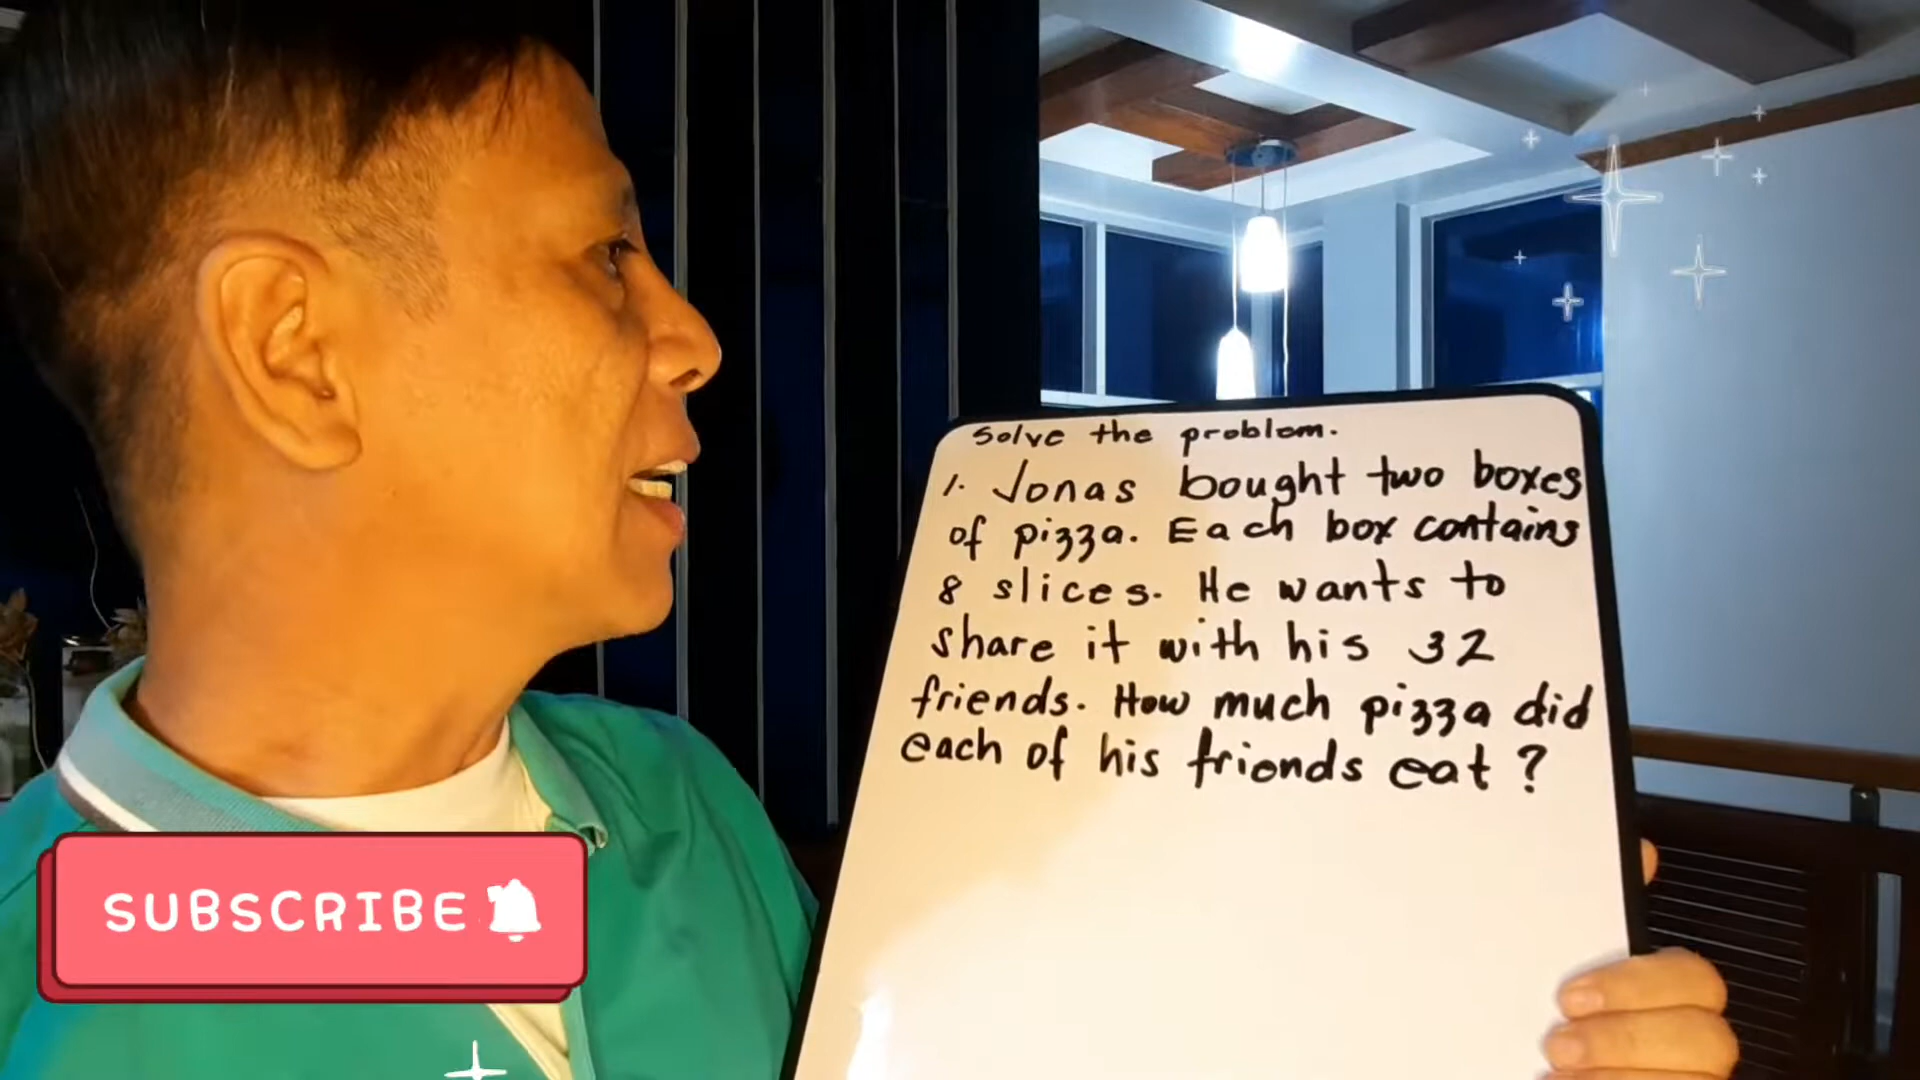 Solve the problem.
1. Jonas bought two boxes
of pizza. Each box contains
8 slices. He wants to
share it with his 32
friends. How much pizza did
each of his friends eat?
SUBSCRIBE